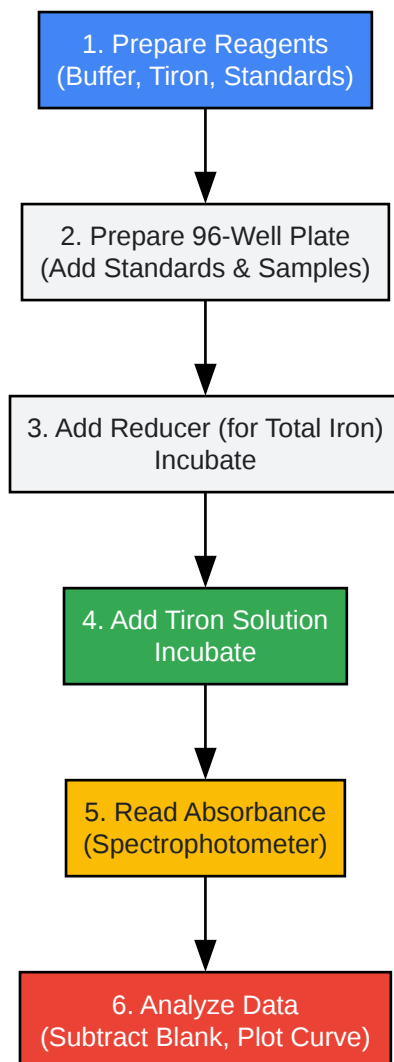 1. Prepare Reagents
(Buffer, Tiron, Standards)
2. Prepare 96-Well Plate
(Add Standards & Samples)
3. Add Reducer (for Total Iron)
Incubate
4. Add Tiron Solution
Incubate
5. Read Absorbance
(Spectrophotometer)
6. Analyze Data
(Subtract Blank, Plot Curve)